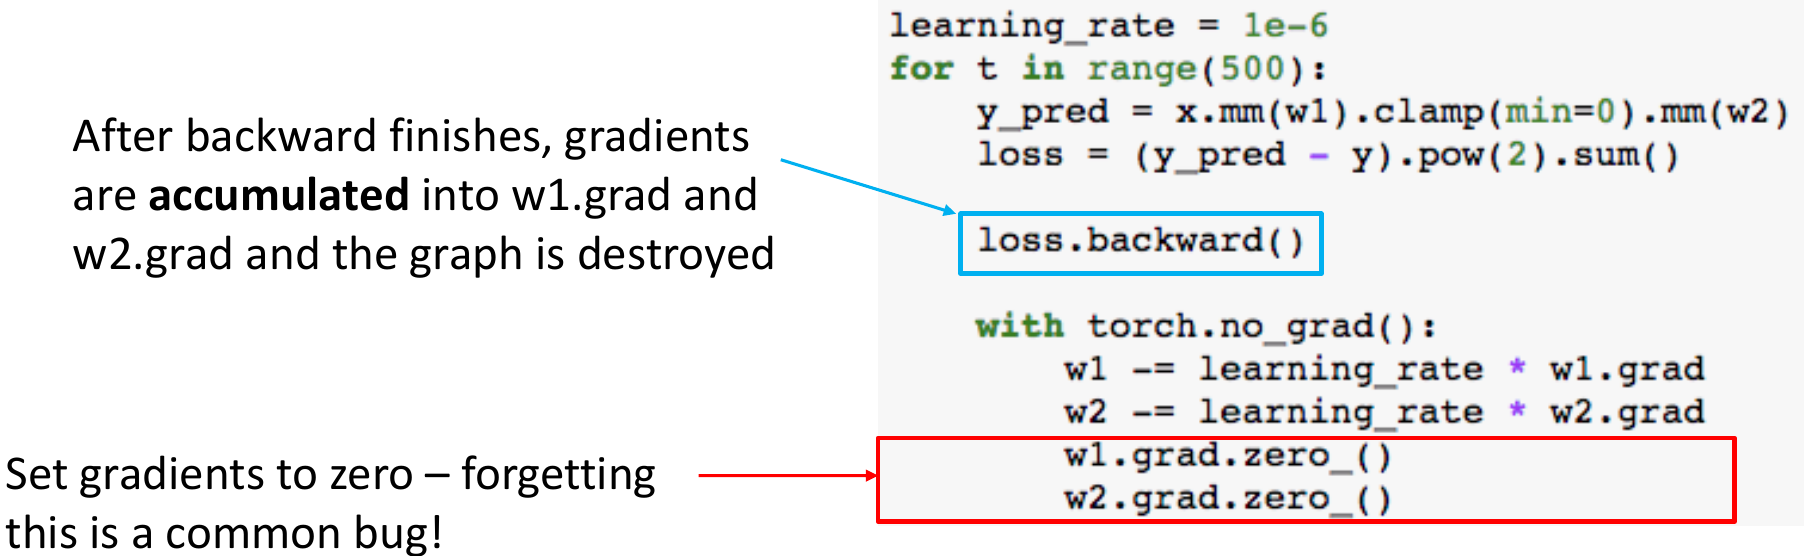 After backward finishes, gradients
are accumulated into w1.grad and
w2.grad and the graph is destroyed
Set gradients to zero – forgetting
this is a common bug!
learning_rate = 1e-6
for t in range(500):
    y_pred = x.mm(w1).clamp(min=0).mm(w2)
    loss = (y_pred - y).pow(2).sum()
    loss.backward()
    with torch.no_grad():
        w1 -= learning_rate * w1.grad
        w2 -= learning_rate * w2.grad
        w1.grad.zero_()
        w2.grad.zero_()